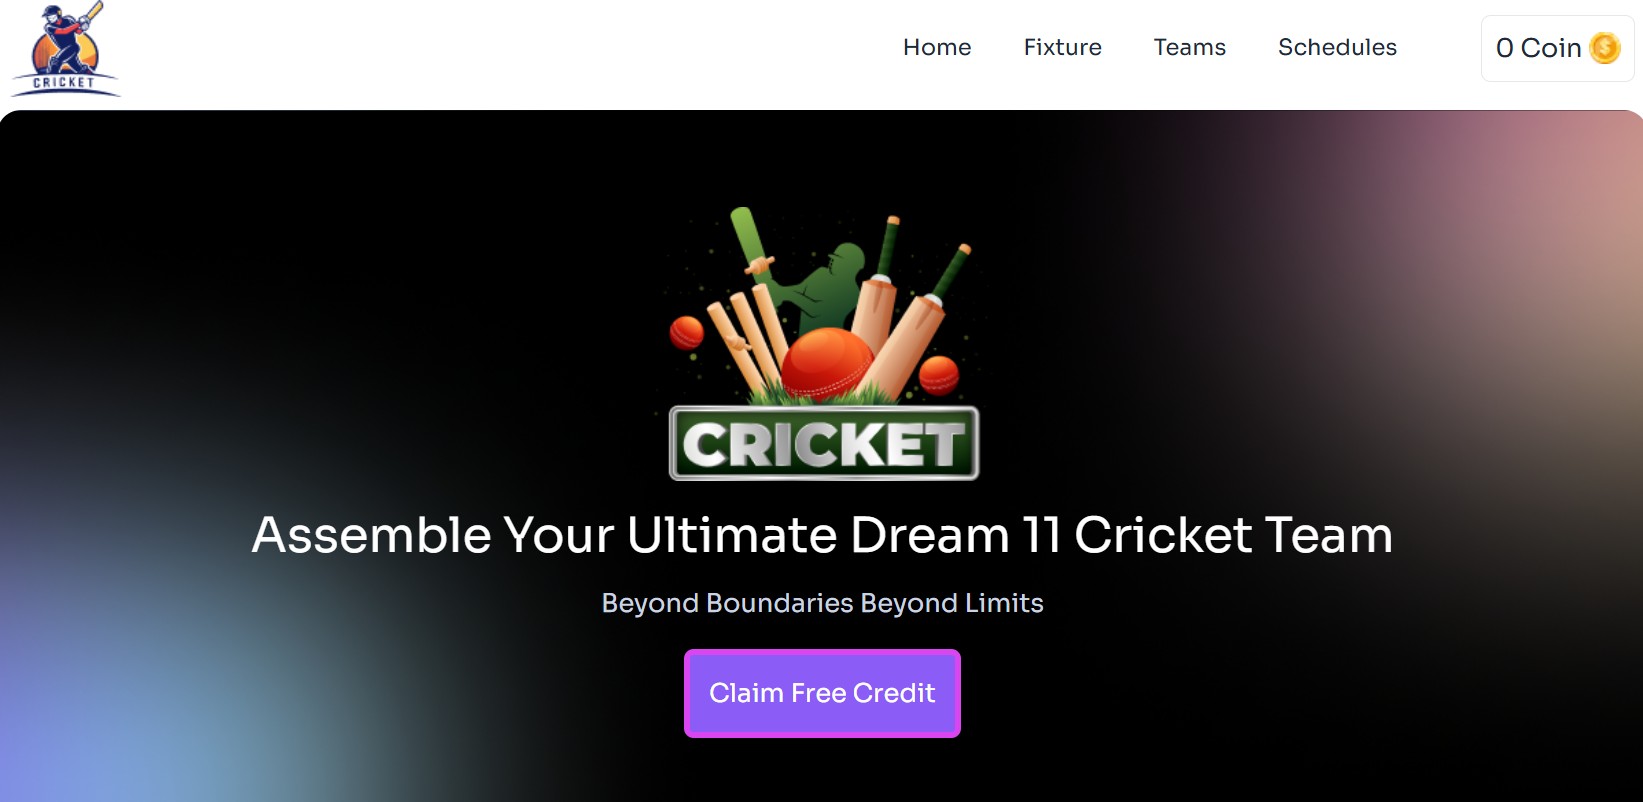 CRICKET
Home
Fixture
Teams
Schedules
0 Coin
CRICKET
Assemble Your Ultimate Dream 11 Cricket Team
Beyond Boundaries Beyond Limits
Claim Free Credit